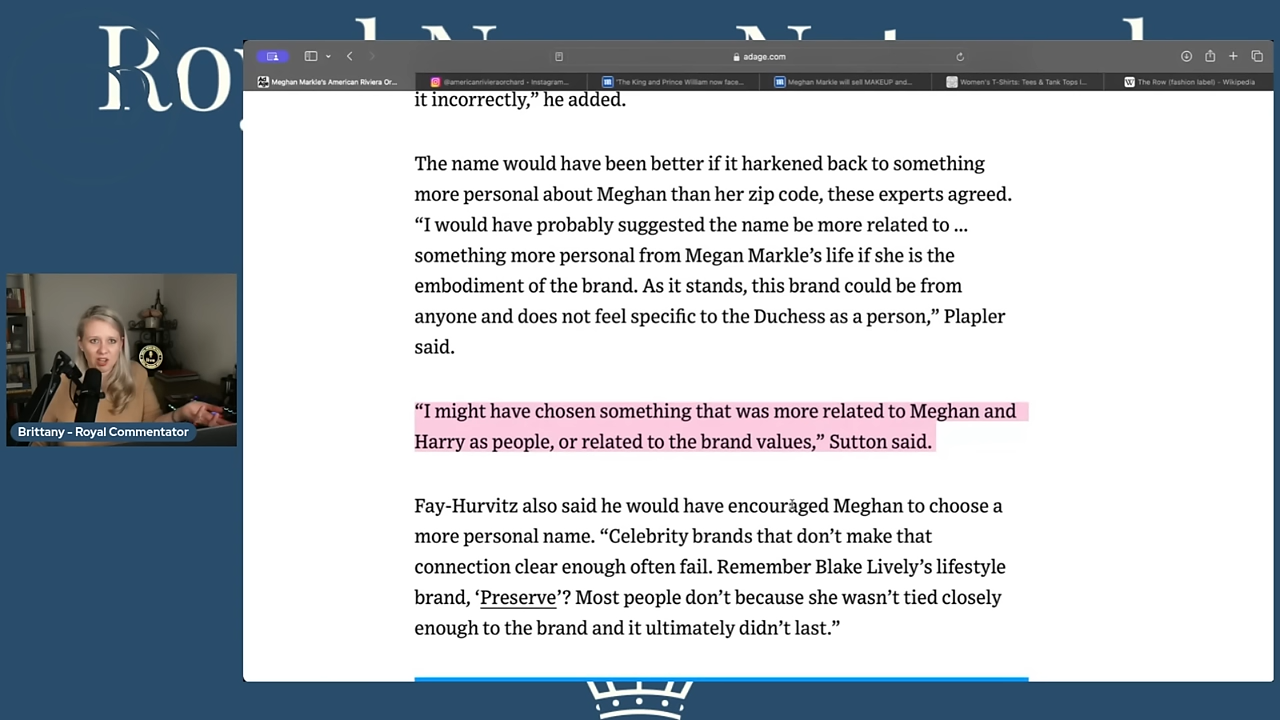 Ro
adage.com
Meghan Markle's American Riviera Or...
@americanrivieraorchard • Instagram...
'The King and Prince William now face...
Meghan Markle will sell MAKEUP and...
Women's T-Shirts: Tees & Tank Tops |...
The Row (fashion label) - Wikipedia
it incorrectly,” he added.
The name would have been better if it harkened back to something
more personal about Meghan than her zip code, these experts agreed.
“I would have probably suggested the name be more related to ...
something more personal from Megan Markle’s life if she is the
embodiment of the brand. As it stands, this brand could be from
anyone and does not feel specific to the Duchess as a person,” Plapler
said.
“I might have chosen something that was more related to Meghan and
Harry as people, or related to the brand values,” Sutton said.
Fay-Hurvitz also said he would have encouraged Meghan to choose a
more personal name. “Celebrity brands that don’t make that
connection clear enough often fail. Remember Blake Lively’s lifestyle
brand, ‘Preserve’? Most people don’t because she wasn’t tied closely
enough to the brand and it ultimately didn’t last.”
Brittany - Royal Commentator